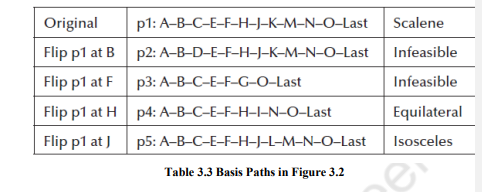 Original p1: A–B–C–E–F–H–J–K–M–N–O–Last Scalene
Flip p1 at B p2: A–B–D–E–F–H–J–K–M–N–O–Last Infeasible
Flip p1 at F p3: A–B–C–E–F–G–O–Last Infeasible
Flip p1 at H p4: A–B–C–E–F–H–I–N–O–Last Equilateral
Flip p1 at J p5: A–B–C–E–F–H–J–L–M–N–O–Last Isosceles
Table 3.3 Basis Paths in Figure 3.2